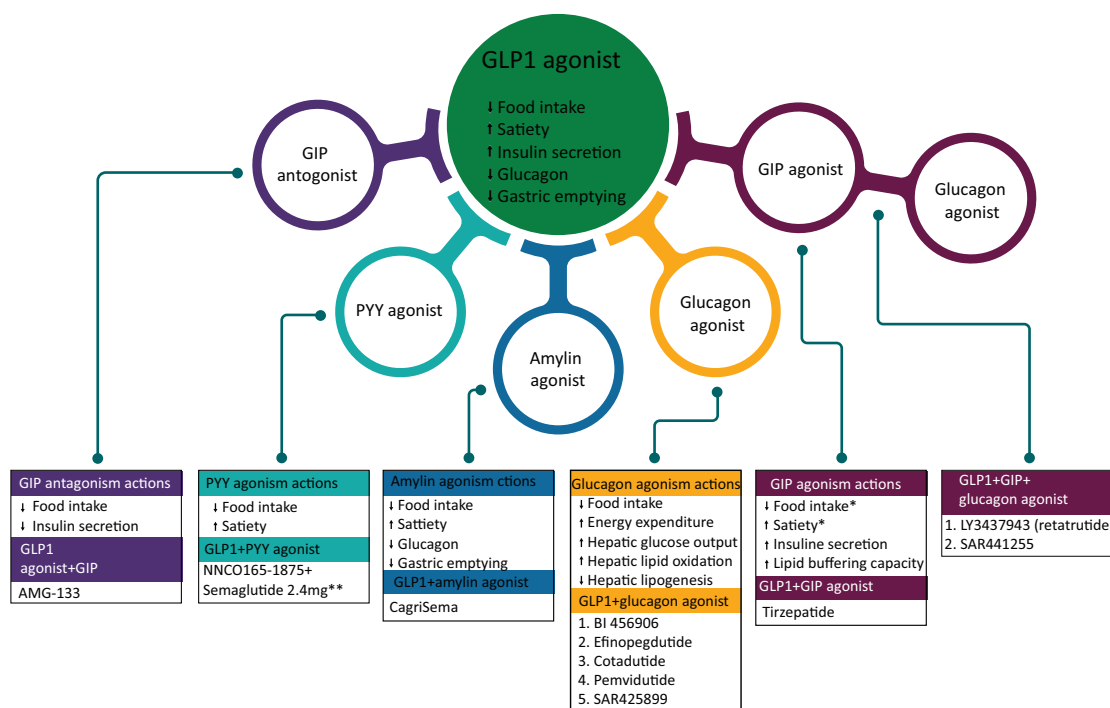 GLP1 agonist
↓ Food intake
↑ Satiety
↑ Insulin secretion
↓ Glucagon
↓ Gastric emptying
GIP
antogonist
PYY agonist
Amylin
agonist
Glucagon
agonist
GIP agonist
Glucagon
agonist
GIP antagonism actions
↓ Food intake
↓ Insulin secretion
GLP1
agonist+GIP
AMG-133
PYY agonism actions
↓ Food intake
↑ Satiety
GLP1+PYY agonist
NNCO165-1875+
Semaglutide 2.4mg**
Amylin agonism ctions
↓ Food intake
↑ Sattiety
↓ Glucagon
↓ Gastric emptying
GLP1+amylin agonist
CagriSema
Glucagon agonism actions
↓ Food intake
↑ Energy expenditure
↑ Hepatic glucose output
↑ Hepatic lipid oxidation
↓ Hepatic lipogenesis
GLP1+glucagon agonist
1. BI 456906
2. Efinopegdutide
3. Cotadutide
4. Pemvidutide
5. SAR425899
GIP agonism actions
↓ Food intake*
↑ Satiety*
↑ Insuline secretion
↑ Lipid buffering capacity
GLP1+GIP agonist
Tirzepatide
GLP1+GIP+
glucagon agonist
1. LY3437943 (retatrutide)
2. SAR441255